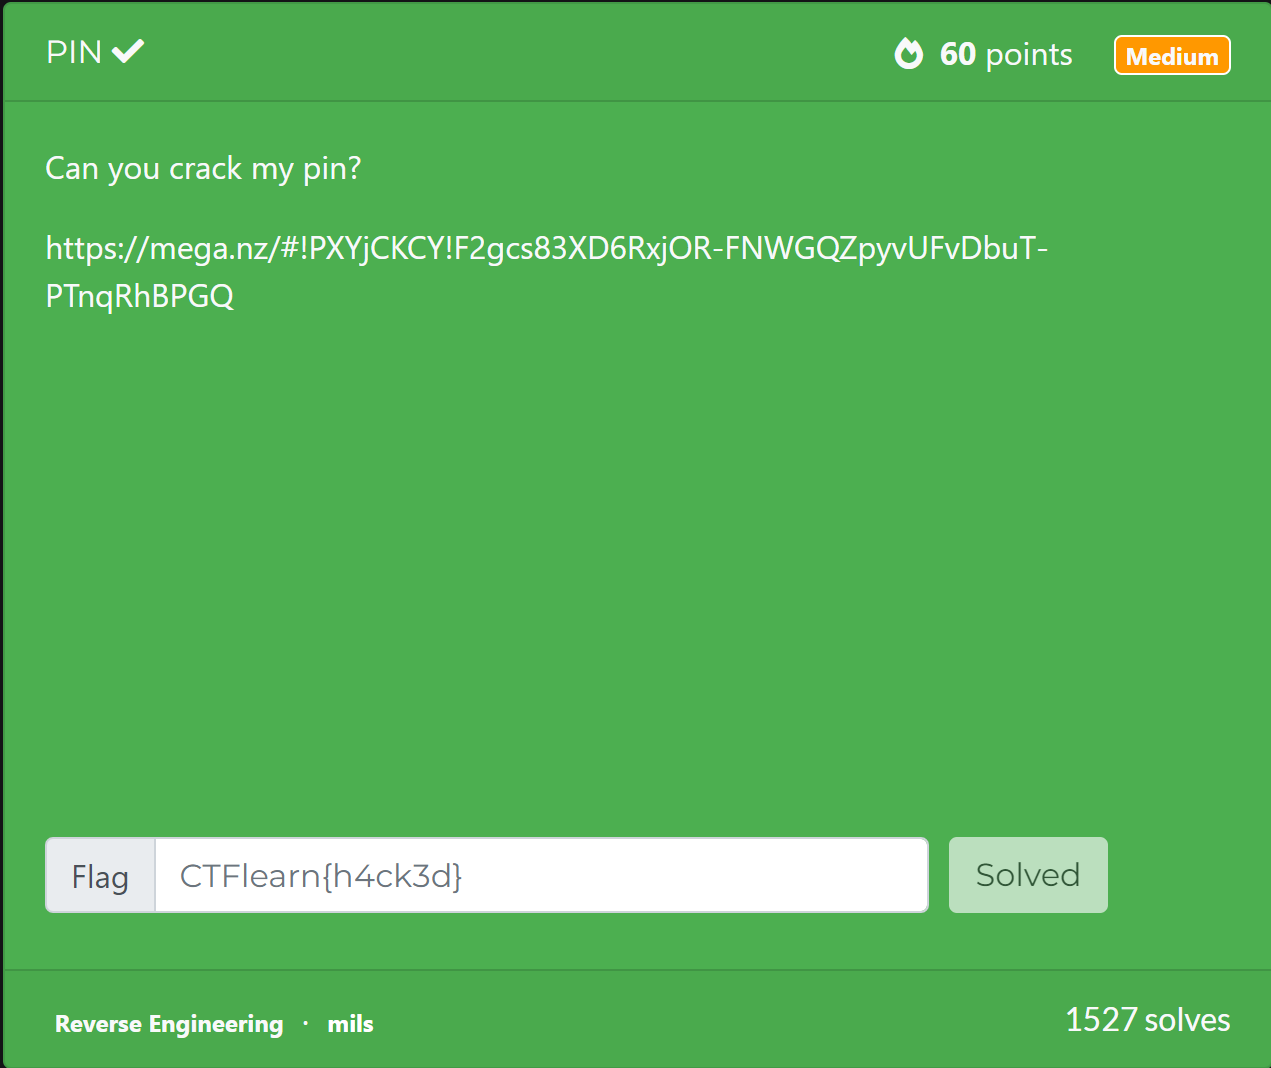 PIN
60 points
Medium
Can you crack my pin?
https://mega.nz/#!PXYjCKCY!F2gcs83XD6RxjOR-FNWGQZpyvUFvDbuT-
PTnqRhBPGQ
Flag
CTFlearn{h4ck3d}
Solved
Reverse Engineering · mils
1527 solves